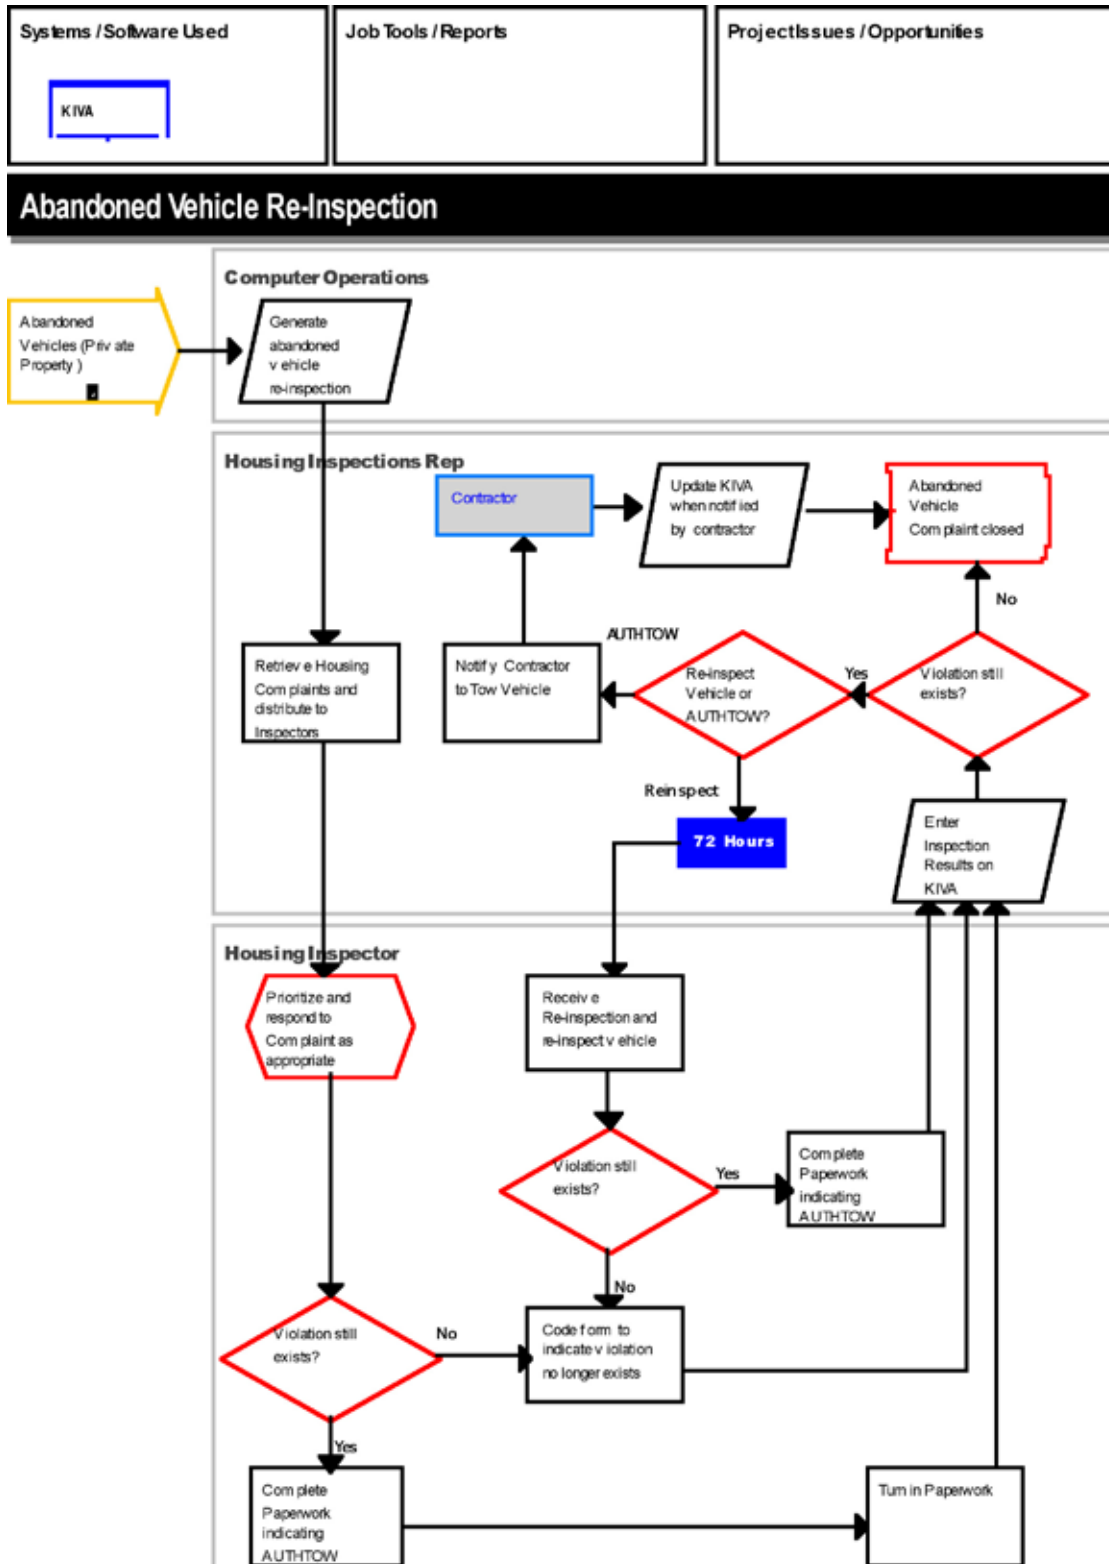 Systems / Software Used
Job Tools / Reports
Project Issues / Opportunities
KIVA
Abandoned Vehicle Re-Inspection
Computer Operations
Abandoned
Vehicles (Private
Property)
Generate
abandoned
vehicle
re-inspection
Housing Inspections Rep
Contractor
Update KIVA
when notified
by contractor
Abandoned
Vehicle
Complaint closed
No
AUTHTOW
Retrieve Housing
Complaints and
distribute to
Inspectors
Notify Contractor
to Tow Vehicle
Re-inspect
Vehicle or
AUTHTOW?
Yes
Violation still
exists?
Reinspect
72 Hours
Enter
Inspection
Results on
KIVA
Housing Inspector
Prioritize and
respond to
Complaint as
appropriate
Receive
Re-inspection and
re-inspect vehicle
Violation still
exists?
Yes
Complete
Paperwork
indicating
AUTHTOW
No
Violation still
exists?
No
Code form to
indicate violation
no longer exists
Yes
Complete
Paperwork
indicating
AUTHTOW
Turn in Paperwork